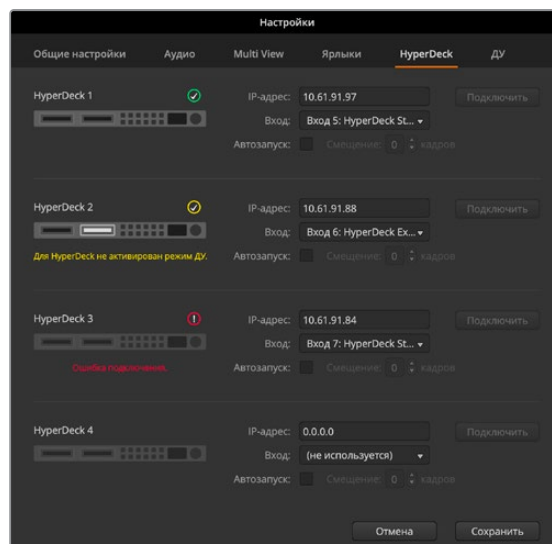 Настройки
Общие настройки Аудио Multi View Ярлыки HyperDeck ДУ
HyperDeck 1
IP-адрес: 10.61.91.97 Подключить
Вход: Вход 5: HyperDeck St...
Автозапуск: Смещение: 0 кадров
HyperDeck 2
IP-адрес: 10.61.91.88 Подключить
Вход: Вход 6: HyperDeck Ex...
Для HyperDeck не активирован режим ДУ.
Автозапуск: Смещение: 0 кадров
HyperDeck 3
IP-адрес: 10.61.91.84 Подключить
Вход: Вход 7: HyperDeck St...
Ошибка подключения.
Автозапуск: Смещение: 0 кадров
HyperDeck 4
IP-адрес: 0.0.0.0 Подключить
Вход: (не используется)
Автозапуск: Смещение: 0 кадров
Отмена Сохранить